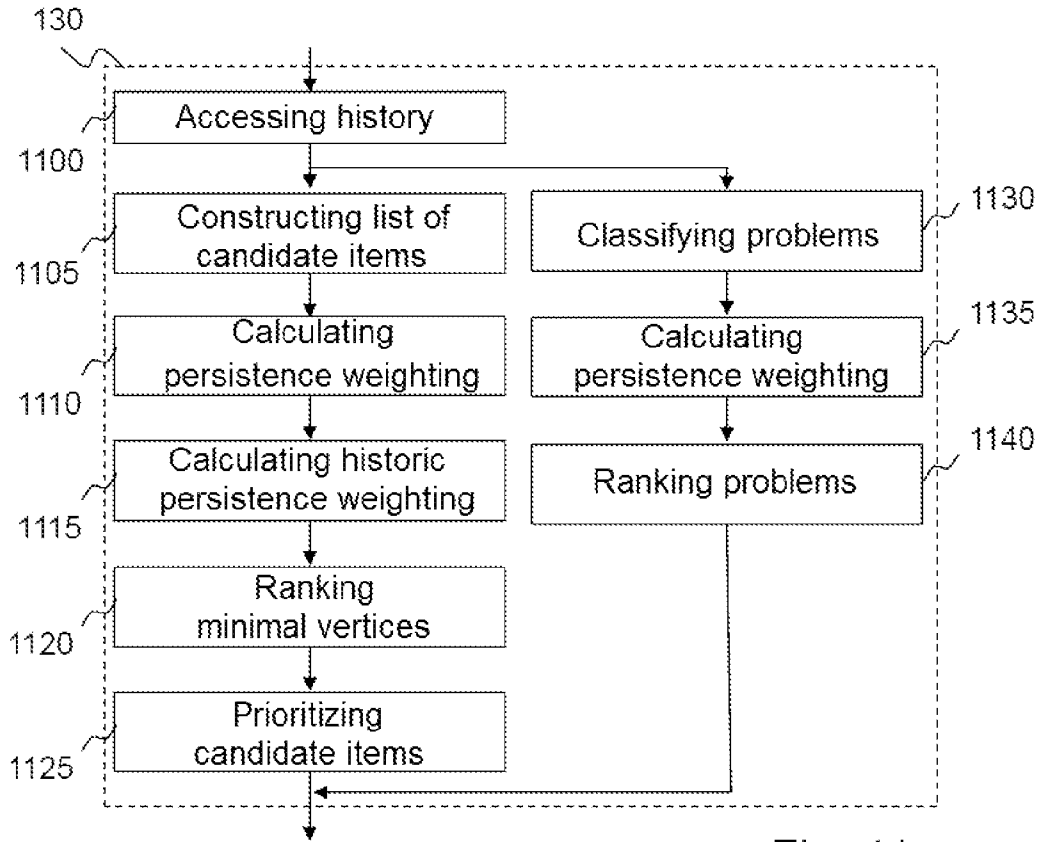 130
Accessing history
1100
Constructing list of
candidate items
1105
Classifying problems
1130
Calculating
persistence weighting
1110
Calculating
persistence weighting
1135
Calculating historic
persistence weighting
1115
Ranking problems
1140
Ranking
minimal vertices
1120
Prioritizing
candidate items
1125